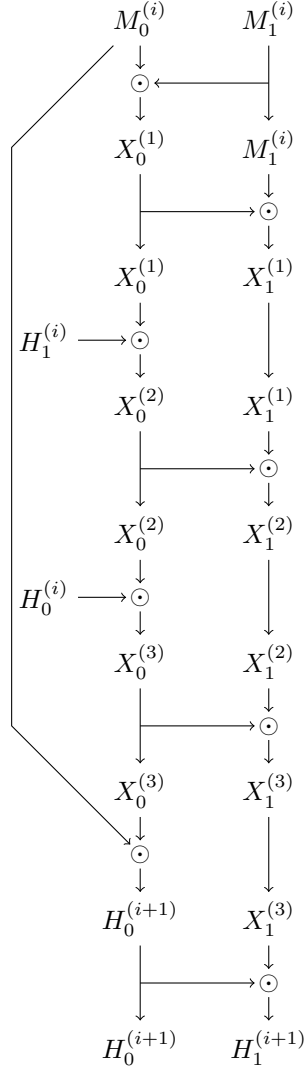 M_0^{(i)} M_1^{(i)}
X_0^{(1)} M_1^{(i)}
X_0^{(1)} X_1^{(1)}
H_1^{(i)}
X_0^{(2)} X_1^{(1)}
X_0^{(2)} X_1^{(2)}
H_0^{(i)}
X_0^{(3)} X_1^{(2)}
X_0^{(3)} X_1^{(3)}
H_0^{(i+1)} X_1^{(3)}
H_0^{(i+1)} H_1^{(i+1)}